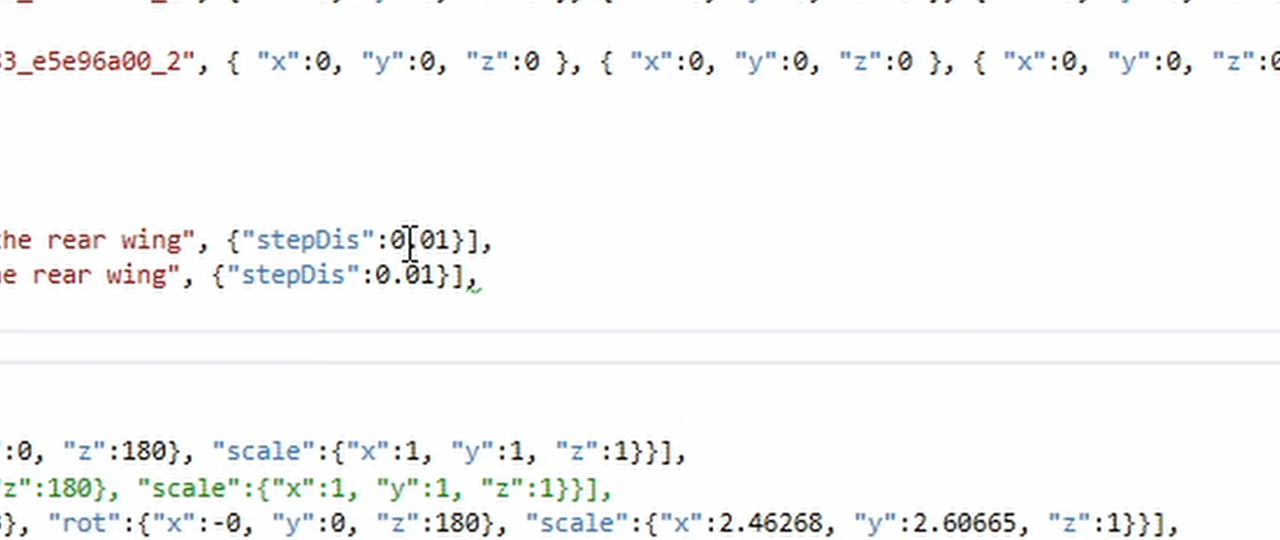 3_e5e96a00_2", { "x":0, "y":0, "z":0 }, { "x":0, "y":0, "z":0 }, { "x":0, "y":0, "z":0
he rear wing", {"stepDis":0.01}],
e rear wing", {"stepDis":0.01}],
:0, "z":180}, "scale":{"x":1, "y":1, "z":1}}],
z":180}, "scale":{"x":1, "y":1, "z":1}}],
}, "rot":{"x":-0, "y":0, "z":180}, "scale":{"x":2.46268, "y":2.60665, "z":1}}],